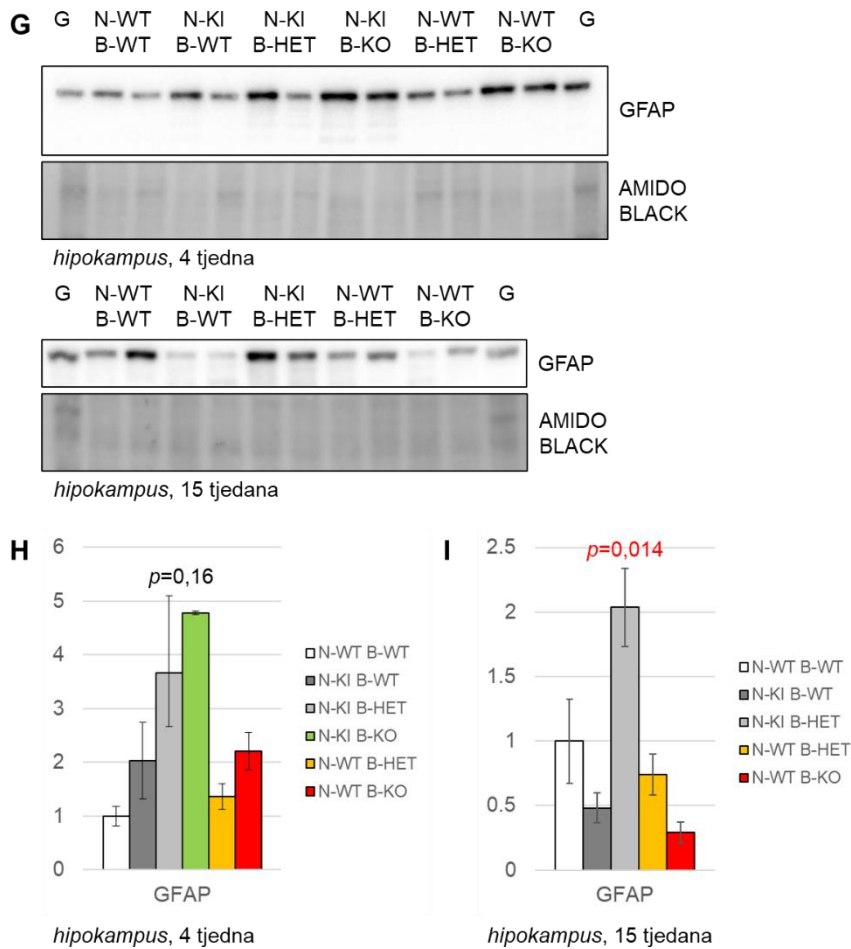 G
G N-WT N-KI N-KI N-KI N-WT N-WT G
B-WT B-WT B-HET B-KO B-HET B-KO
GFAP
AMIDO
BLACK
hipokampus, 4 tjedna
G N-WT N-KI N-KI N-WT N-WT G
B-WT B-WT B-HET B-HET B-KO
GFAP
AMIDO
BLACK
hipokampus, 15 tjedana
H
6
5
4
3
2
1
0
p=0,16
N-WT B-WT
N-KI B-WT
N-KI B-HET
N-KI B-KO
N-WT B-HET
N-WT B-KO
GFAP
hipokampus, 4 tjedna
I
2.5
2
1.5
1
0.5
0
p=0,014
N-WT B-WT
N-KI B-WT
N-KI B-HET
N-WT B-HET
N-WT B-KO
GFAP
hipokampus, 15 tjedana